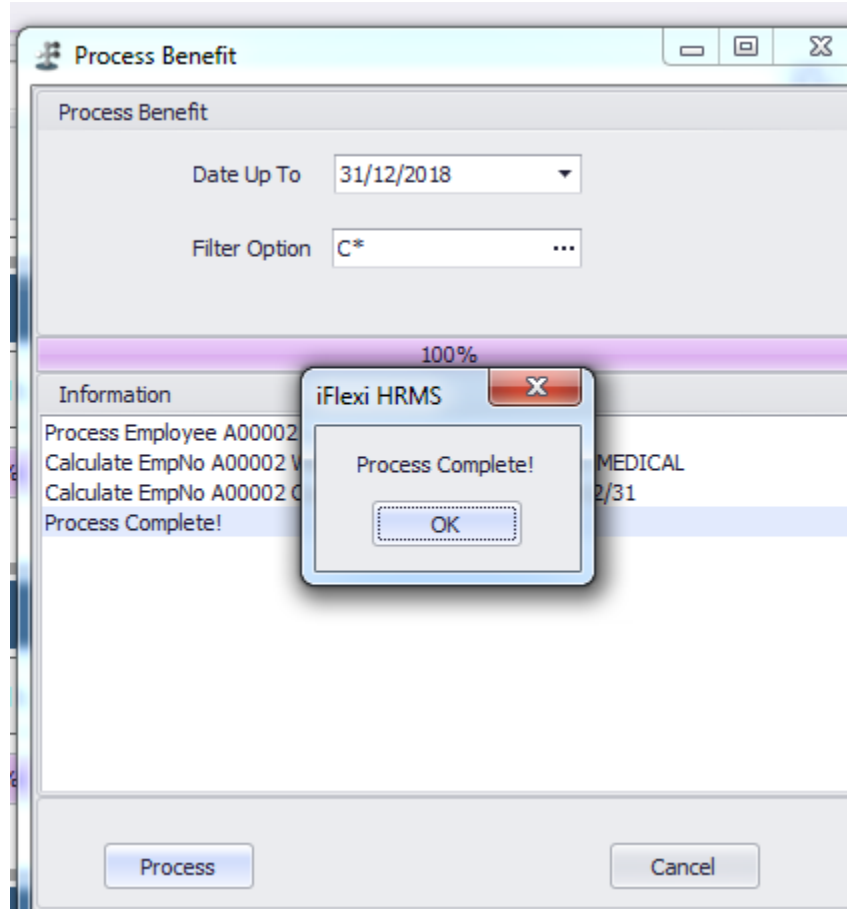 Process Benefit
Process Benefit
Date Up To 31/12/2018
Filter Option C* ...
100%
Information
iFlexi HRMS
Process Complete!
OK
Process Employee A00002
Calculate EmpNo A00002 MEDICAL
Calculate EmpNo A00002 2/31
Process Complete!
Process Cancel